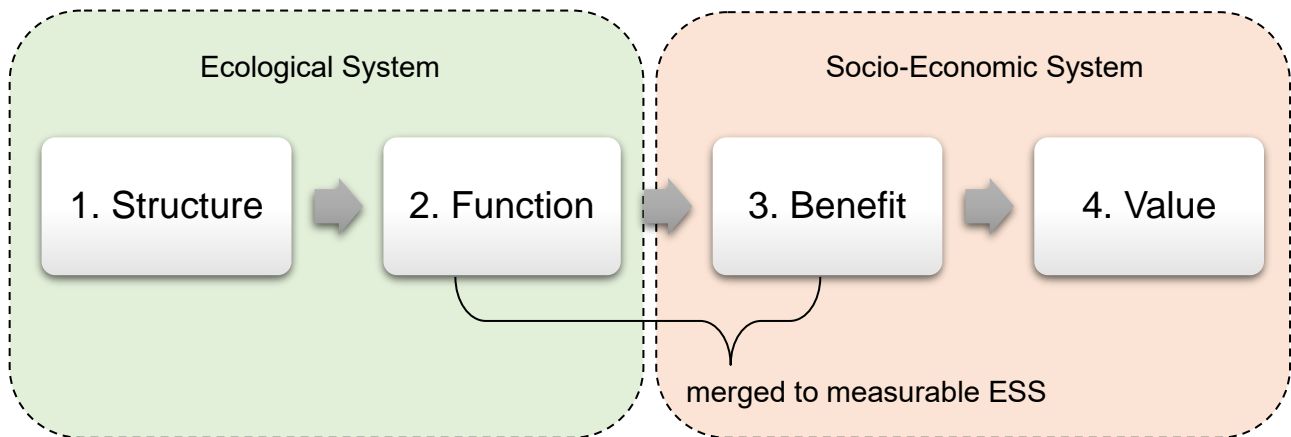 Ecological System
Socio-Economic System
1. Structure
2. Function
3. Benefit
4. Value
merged to measurable ESS